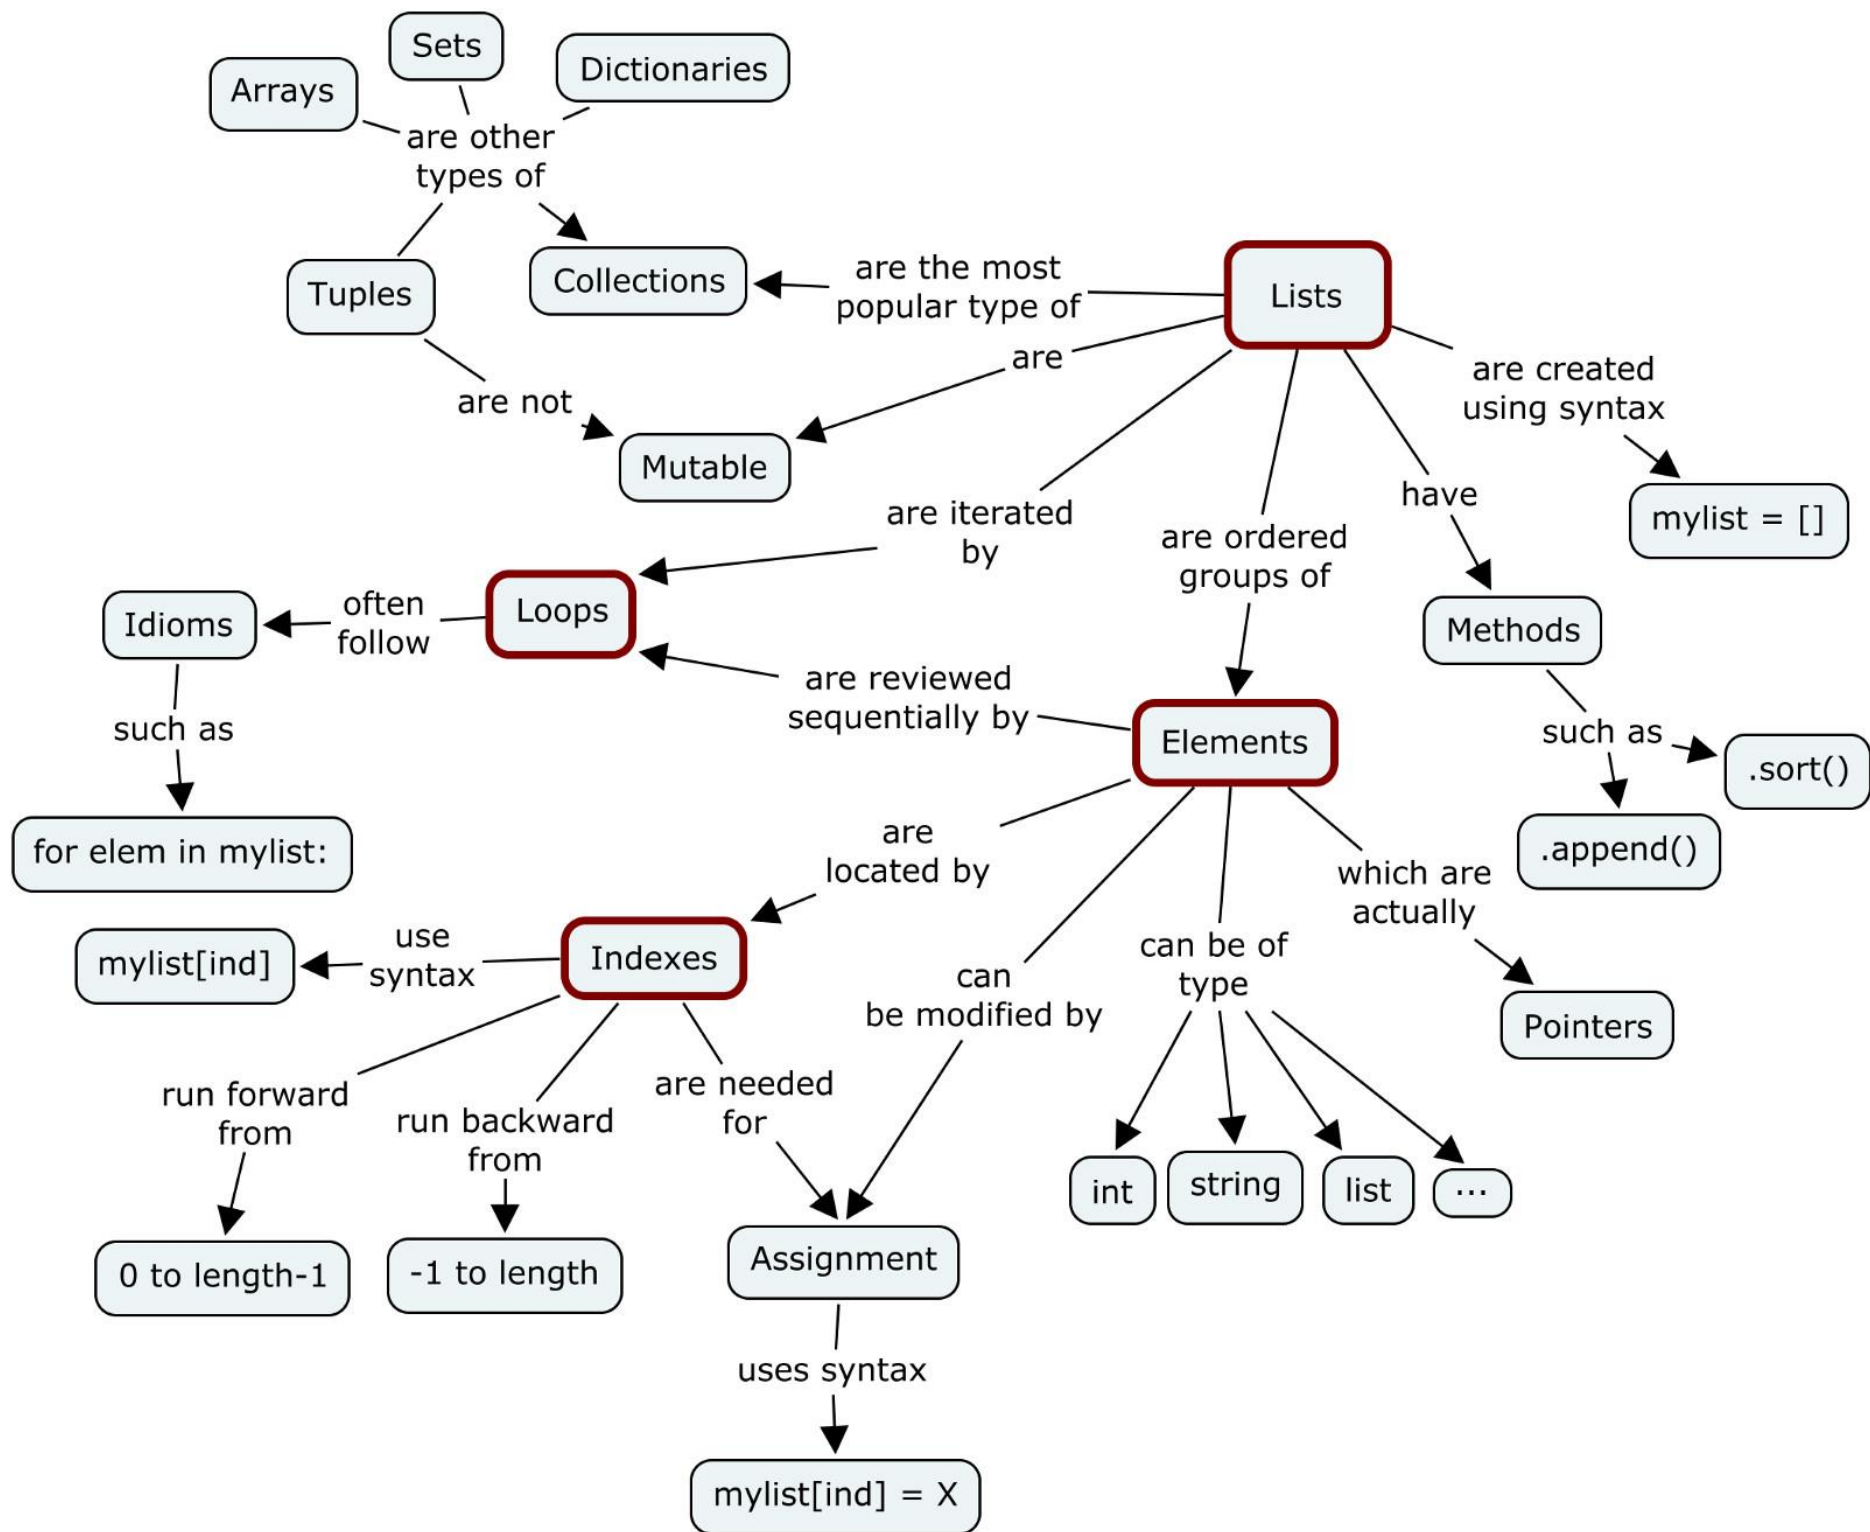 Sets
Dictionaries
Arrays
are other
types of
Collections
Tuples
are the most
popular type of
Lists
are
are not
Mutable
are created
using syntax
mylist = []
have
are iterated
by
are ordered
groups of
Methods
Loops
often
follow
Idioms
such as
for elem in mylist:
are reviewed
sequentially by
Elements
such as
.sort()
.append()
are
located by
which are
actually
Pointers
Indexes
use
syntax
mylist[ind]
can
be modified by
can be of
type
run forward
from
run backward
from
are needed
for
int
string
list
...
0 to length-1
-1 to length
Assignment
uses syntax
mylist[ind] = X